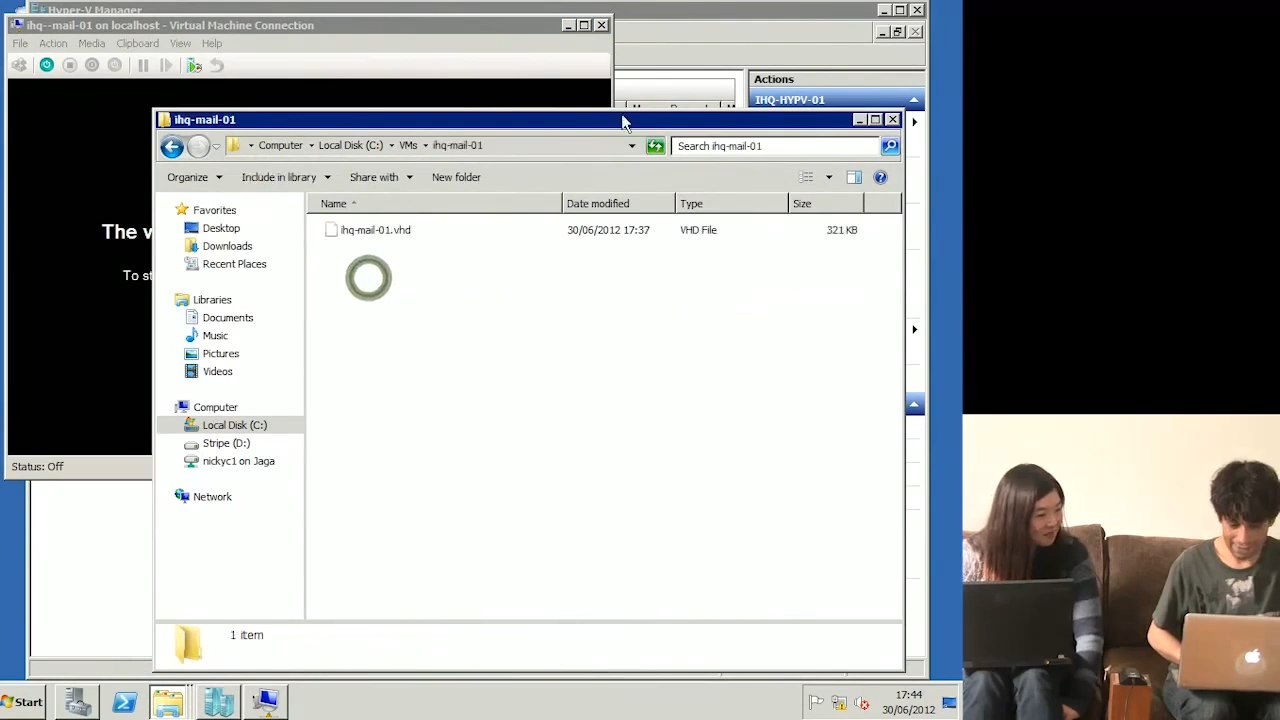 Hyper-V Manager
ihq--mail-01 on localhost - Virtual Machine Connection
File Action Media Clipboard View Help
Actions
IHQ-HYPV-01
ihq-mail-01
Computer Local Disk (C:) VMs ihq-mail-01
Search ihq-mail-01
Organize Include in library Share with New folder
Name Date modified Type Size
ihq-mail-01.vhd 30/06/2012 17:37 VHD File 321 KB
The v
To st
Favorites
Desktop
Downloads
Recent Places
Libraries
Documents
Music
Pictures
Videos
Computer
Local Disk (C:)
Stripe (D:)
nickyc1 on Jaga
Network
Status: Off
1 item
Start
17:44
30/06/2012